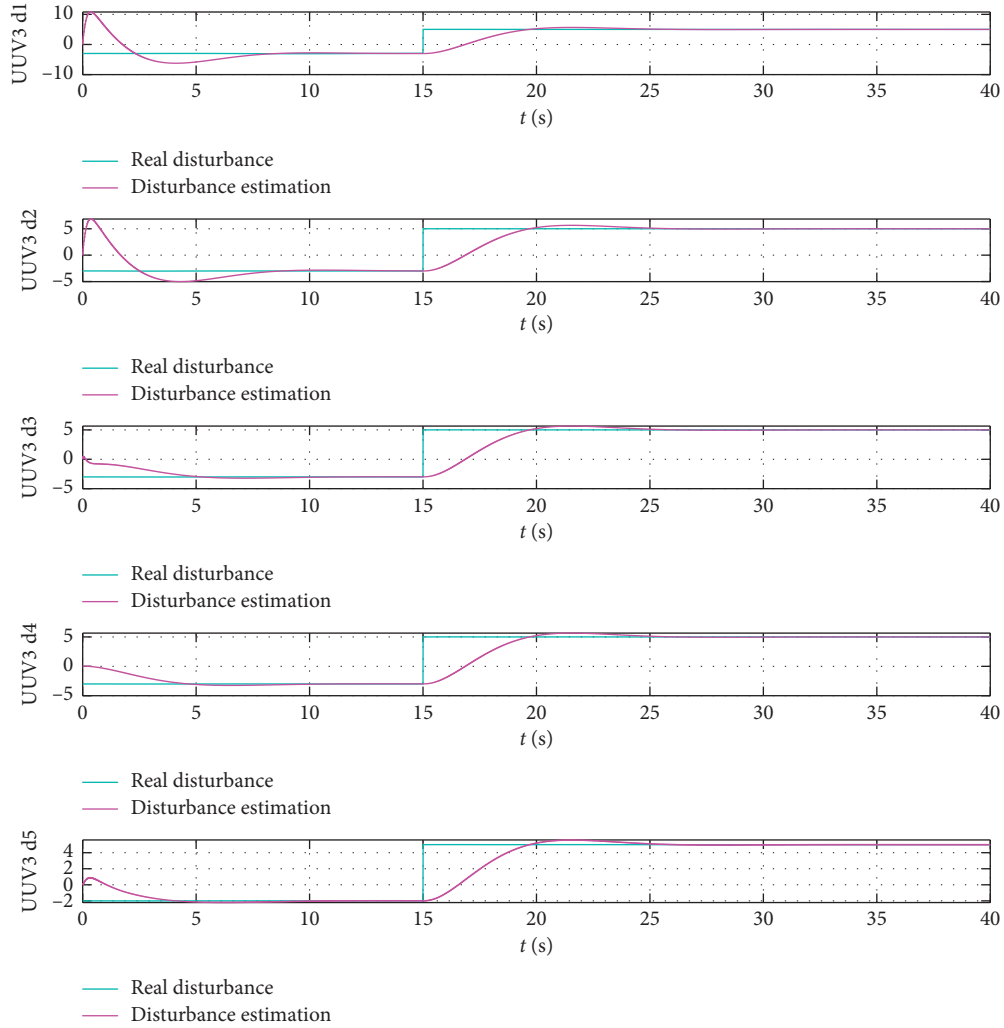 UUV3 d1
10
0
−10
0 5 10 15 20 25 30 35 40
t (s)
Real disturbance
Disturbance estimation
UUV3 d2
5
0
−5
0 5 10 15 20 25 30 35 40
t (s)
Real disturbance
Disturbance estimation
UUV3 d3
5
0
−5
0 5 10 15 20 25 30 35 40
t (s)
Real disturbance
Disturbance estimation
UUV3 d4
5
0
−5
0 5 10 15 20 25 30 35 40
t (s)
Real disturbance
Disturbance estimation
UUV3 d5
4
2
0
−2
0 5 10 15 20 25 30 35 40
t (s)
Real disturbance
Disturbance estimation